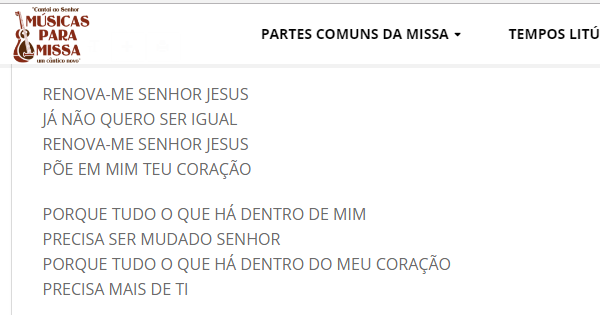 "Cantai ao Senhor
MÚSICAS
PARA
MISSA
um cântico novo"
PARTES COMUNS DA MISSA
TEMPOS LITÚ
RENOVA-ME SENHOR JESUS
JÁ NÃO QUERO SER IGUAL
RENOVA-ME SENHOR JESUS
PÕE EM MIM TEU CORAÇÃO
PORQUE TUDO O QUE HÁ DENTRO DE MIM
PRECISA SER MUDADO SENHOR
PORQUE TUDO O QUE HÁ DENTRO DO MEU CORAÇÃO
PRECISA MAIS DE TI